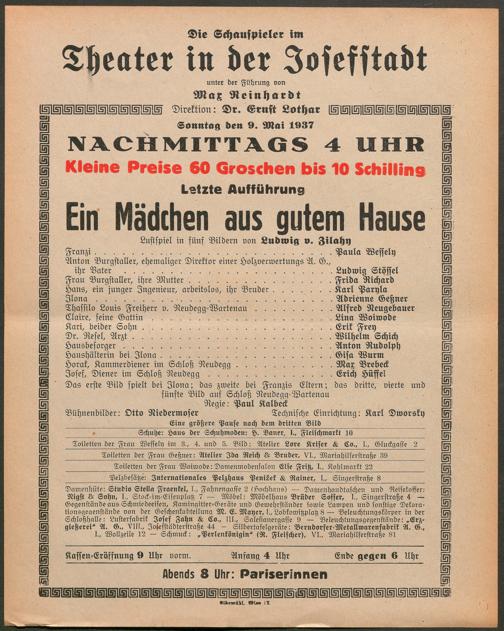 Die Schauspieler im
Theater in der Josefstadt
unter der Führung von
Max Reinhardt
Direktion: Dr. Ernst Lothar
Sonntag den 9. Mai 1937
NACHMITTAGS 4 UHR
Kleine Preise 60 Groschen bis 10 Schilling
Letzte Aufführung
Ein Mädchen aus gutem Hause
Lustspiel in fünf Bildern von Ludwig v. Zilahy
Franzi . . . Paula Wessely
Anton Burgstaller, ehemaliger Direktor einer Holzverwertungs A. G.,
ihr Vater . . . Ludwig Stössel
Frau Burgstaller, ihre Mutter . . . Frida Richard
Hans, ein junger Ingenieur, arbeitslos, ihr Bruder . . . Karl Paryla
Ilona . . . Adrienne Geßner
Thassilo Louis Freiherr v. Neudegg-Wartenau . . . Alfred Neugebauer
Claire, seine Gattin . . . Lina Woiwode
Kari, beider Sohn . . . Erik Frey
Dr. Resel, Arzt . . . Wilhelm Schich
Hausbesorger . . . Anton Rudolph
Haushälterin bei Ilona . . . Gisa Wurm
Horak, Kammerdiener im Schloß Neudegg . . . Max Brebeck
Josef, Diener im Schloß Neudegg . . . Erich Hüffel
Das erste Bild spielt bei Ilona; das zweite bei Franzis Eltern; das dritte, vierte und
fünfte Bild auf Schloß Neudegg-Wartenau
Regie: Paul Kalbeck
Bühnenbilder: Otto Niedermoser Technische Einrichtung: Karl Dworsky
Eine größere Pause nach dem dritten Bild
Schuhe: Haus der Schuhmoden: H. Bauer, I., Fleischmarkt 10
Toiletten der Frau Wesseln im 3., 4. und 5. Bild: Atelier Lore Kreiser & Co., I., Gluckgasse 2
Toiletten der Frau Geßner: Atelier Ida Reich & Bruder, VI., Mariahilferstraße 39
Toiletten der Frau Woiwode: Damenmodensalon Else Fritz, I., Kohlmarkt 22
Pelzbesätze: Internationales Pelzhaus Penižek & Rainer, I., Singerstraße 8
Damenhüte: Studio Stella Fraenkel, I., Fahnengasse 2 (Hochhaus) — Damenhandtaschen und Reisekoffer:
Nigst & Sohn, I., Stock-im-Eisenplatz 7 — Möbel: Möbelhaus Brüder Soffer, I., Singerstraße 4 —
Gegenstände aus Schmiedeeisen, Kamingitter-Geräte und Gewehrständer sowie Lampen und sonstige Dekora-
tionsgegenstände von der Geschenkabteilung M. G. Mayer, I., Lobkowitzplatz 8 — Beleuchtungskörper in der
Schloßhalle: Lusterfabrik Josef Zahn & Co., III., Salesianergasse 9 — Beleuchtungsgegenstände: „Erz-
gießerei" A. G., VIII., Josefstädterstraße 44 — Silbertafelgeräte: Berndorfer-Metallwarenfabrik A. G.,
I., Wollzeile 12 — Schmuck: „Perlenkönigin" (R. Fleischer), VI., Mariahilferstraße 81
Kassen-Eröffnung 9 Uhr vorm. Anfang 4 Uhr Ende gegen 6 Uhr
Abends 8 Uhr: Pariserinnen